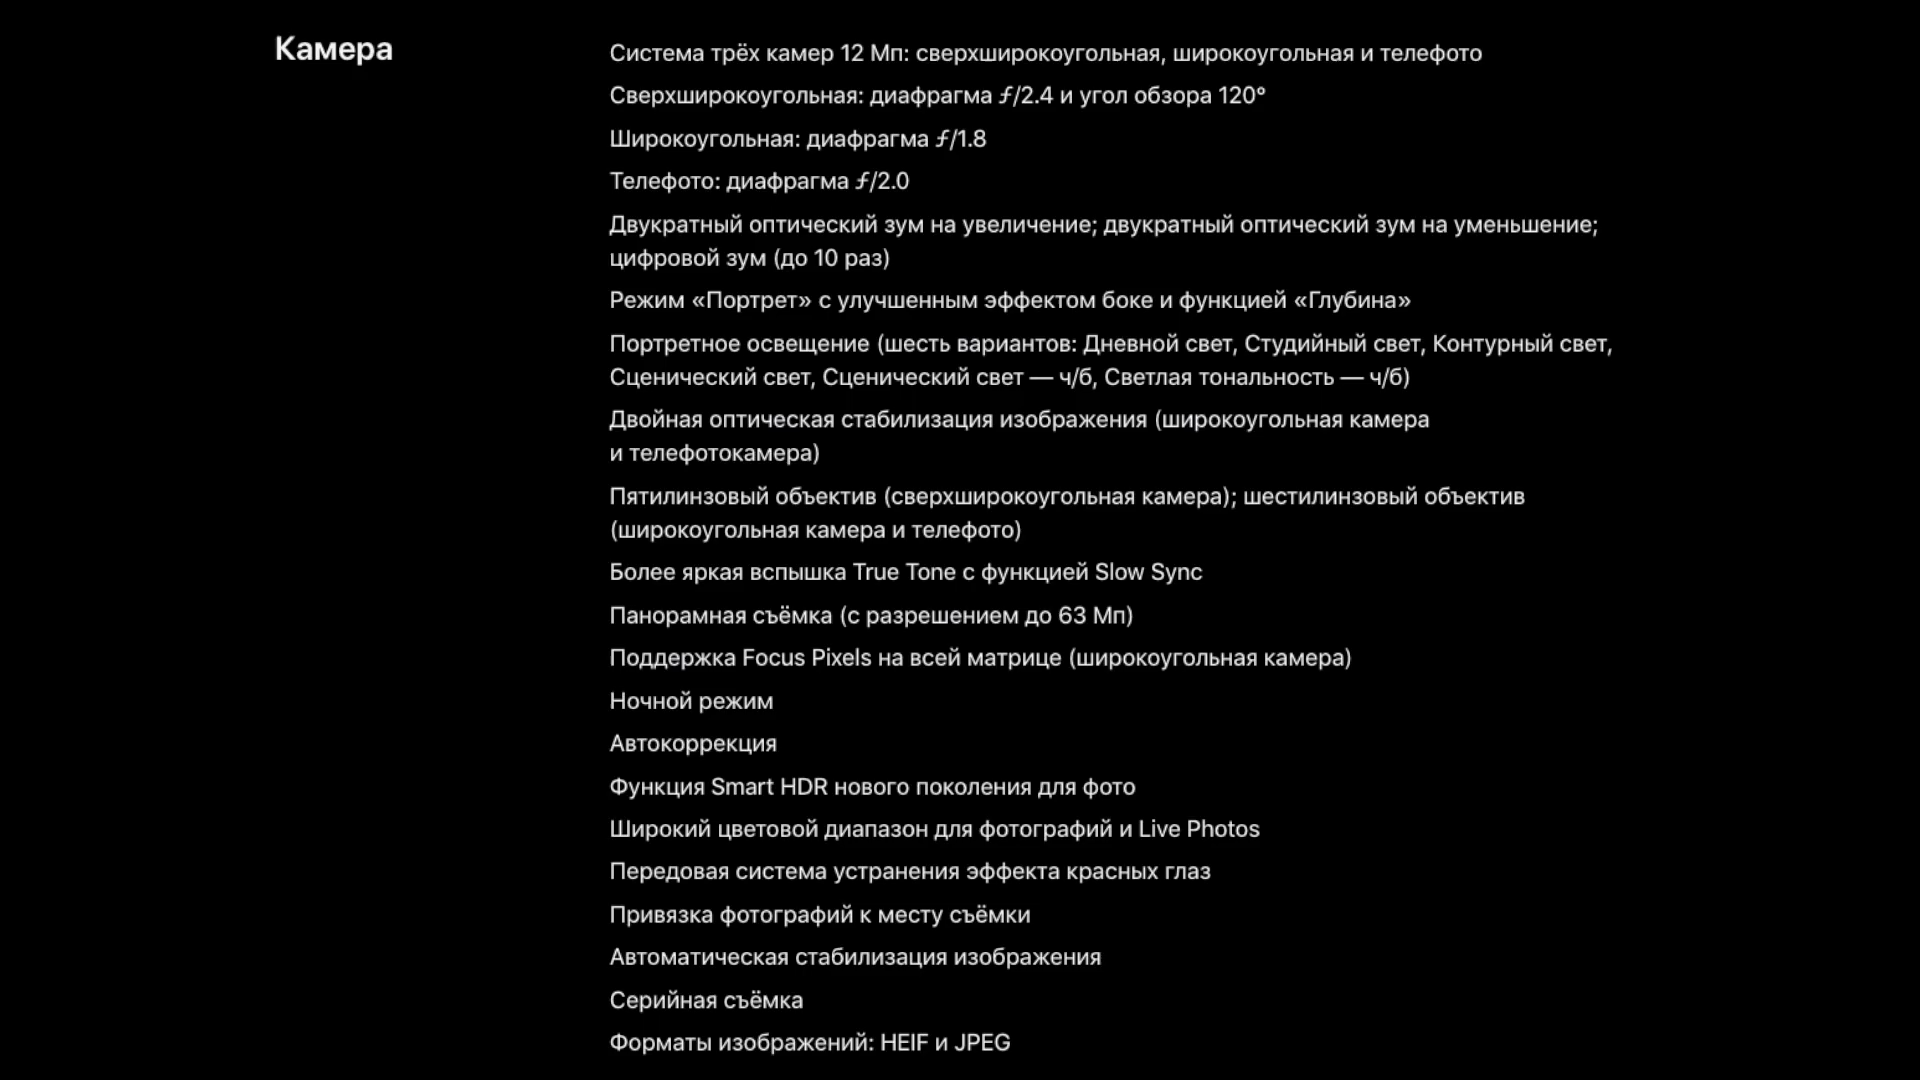 Камера
Система трёх камер 12 Мп: сверхширокоугольная, широкоугольная и телефото
Сверхширокоугольная: диафрагма ƒ/2.4 и угол обзора 120°
Широкоугольная: диафрагма ƒ/1.8
Телефото: диафрагма ƒ/2.0
Двукратный оптический зум на увеличение; двукратный оптический зум на уменьшение;
цифровой зум (до 10 раз)
Режим «Портрет» с улучшенным эффектом боке и функцией «Глубина»
Портретное освещение (шесть вариантов: Дневной свет, Студийный свет, Контурный свет,
Сценический свет, Сценический свет — ч/б, Светлая тональность — ч/б)
Двойная оптическая стабилизация изображения (широкоугольная камера
и телефотокамера)
Пятилинзовый объектив (сверхширокоугольная камера); шестилинзовый объектив
(широкоугольная камера и телефото)
Более яркая вспышка True Tone с функцией Slow Sync
Панорамная съёмка (с разрешением до 63 Мп)
Поддержка Focus Pixels на всей матрице (широкоугольная камера)
Ночной режим
Автокоррекция
Функция Smart HDR нового поколения для фото
Широкий цветовой диапазон для фотографий и Live Photos
Передовая система устранения эффекта красных глаз
Привязка фотографий к месту съёмки
Автоматическая стабилизация изображения
Серийная съёмка
Форматы изображений: HEIF и JPEG